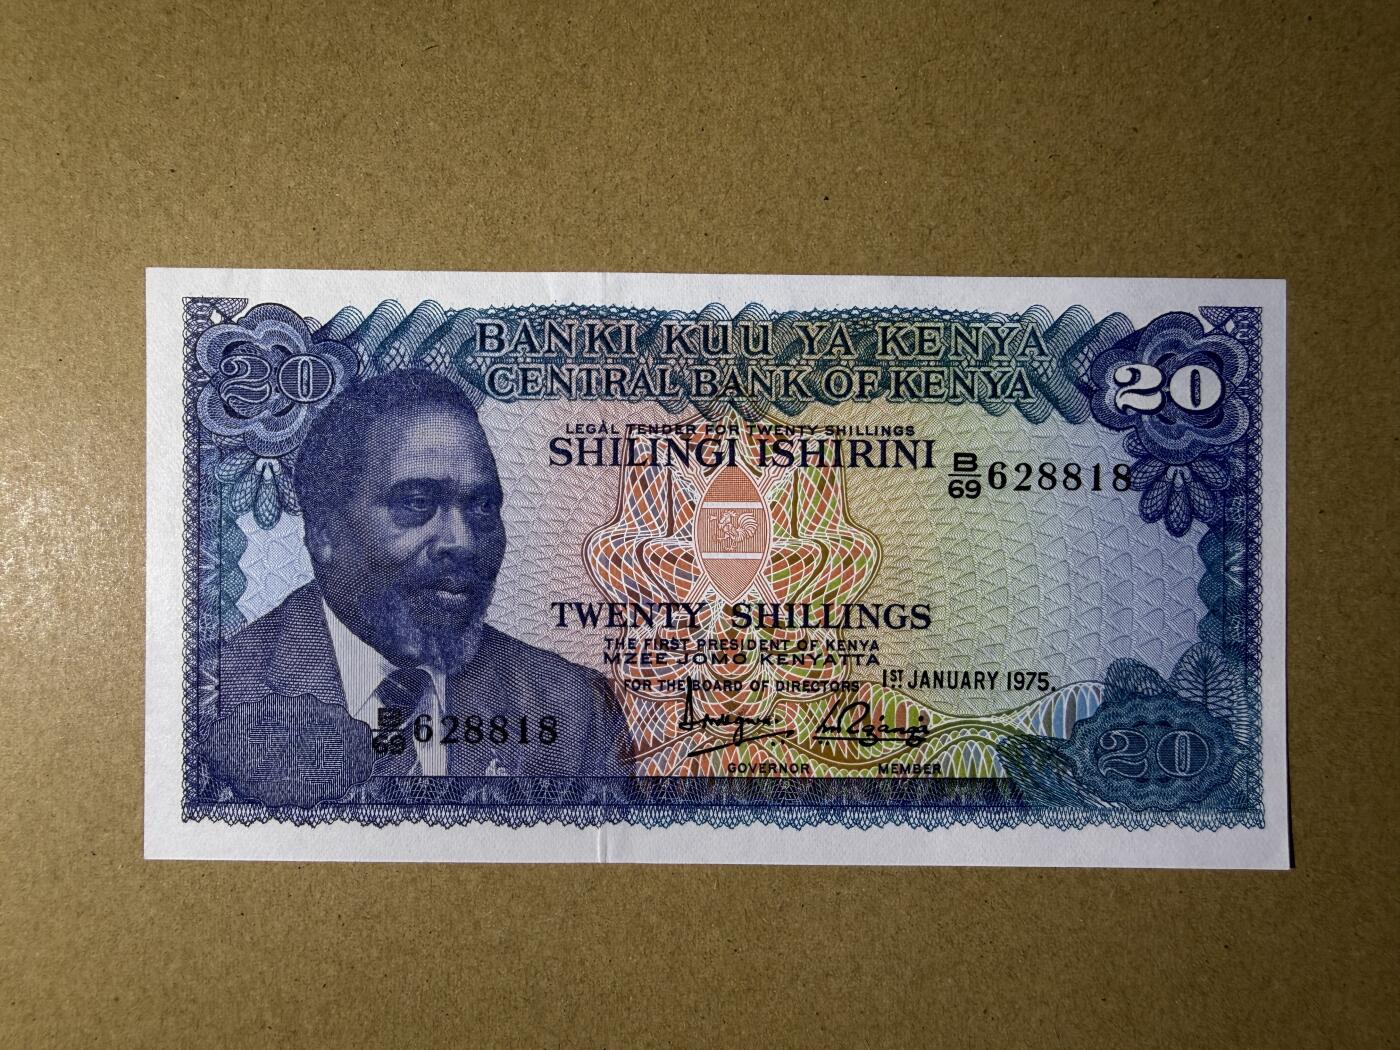 BANKI KUU YA KENYA
CENTRAL BANK OF KENYA
20
20
LEGAL TENDER FOR TWENTY SHILLINGS
SHILINGI ISHIRINI
B/69 628818
TWENTY SHILLINGS
THE FIRST PRESIDENT OF KENYA
MZEE JOMO KENYATTA
FOR THE BOARD OF DIRECTORS 1ST JANUARY 1975.
B/69 628818
20
GOVERNOR MEMBER